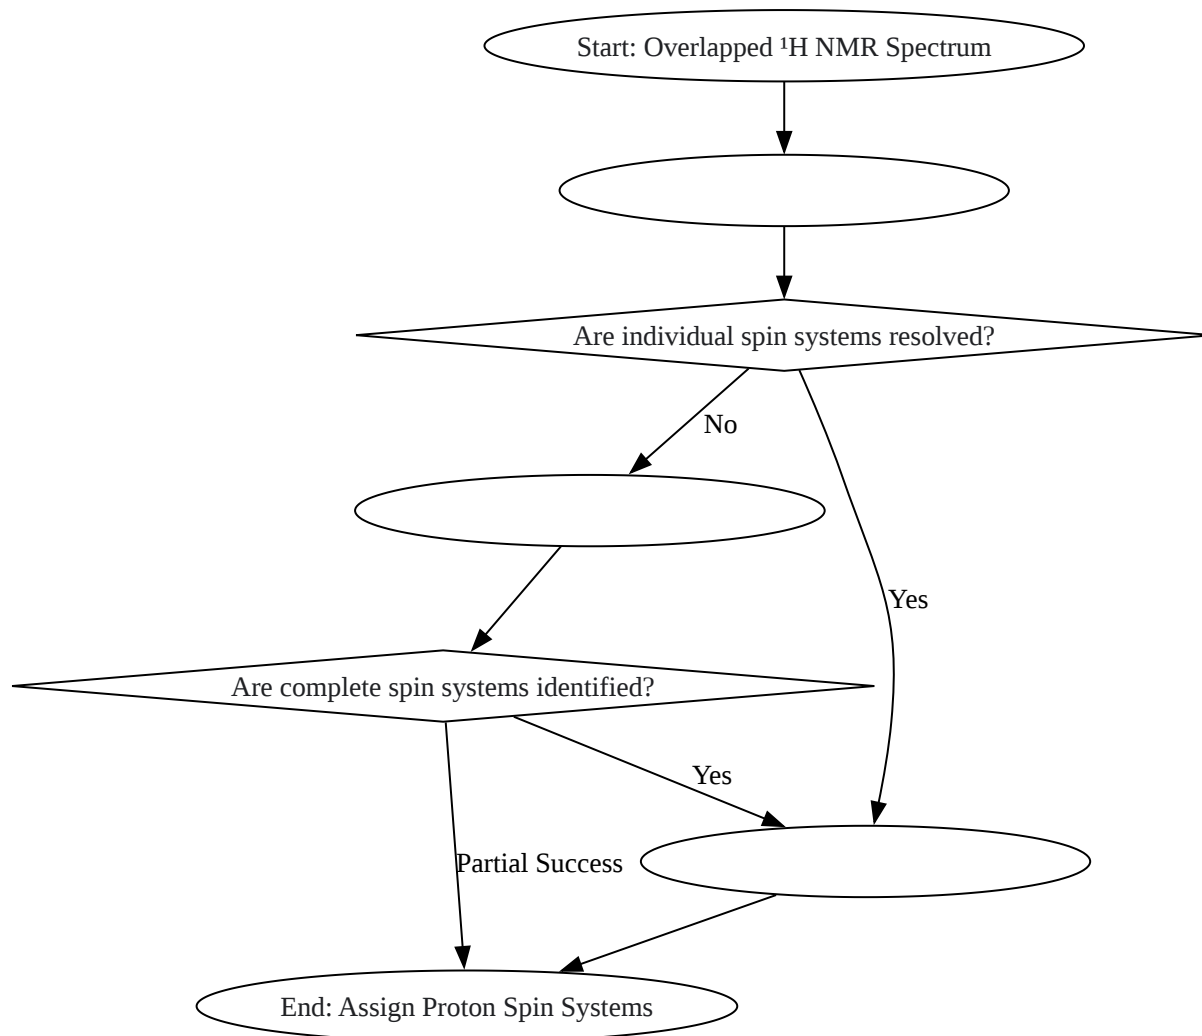 Start: Overlapped ¹H NMR Spectrum
Are individual spin systems resolved?
No
Yes
Are complete spin systems identified?
Yes
Partial Success
End: Assign Proton Spin Systems